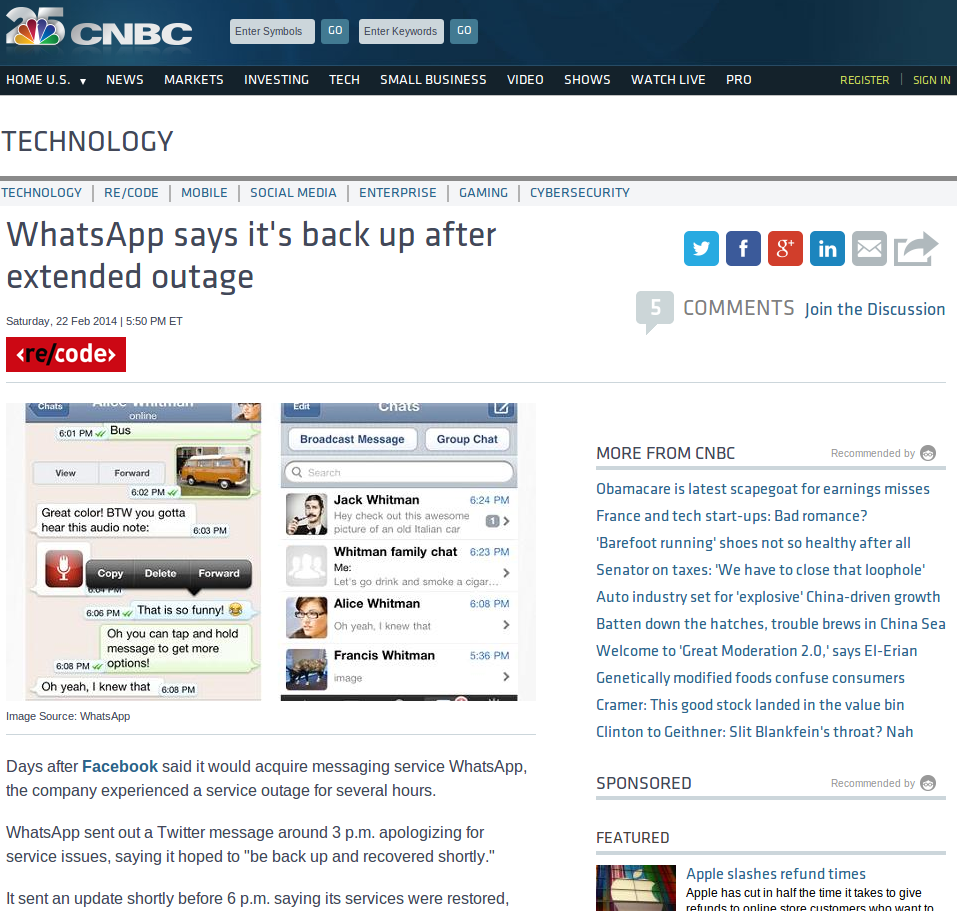 25 CNBC
Enter Symbols GO Enter Keywords GO
HOME U.S. ▼ NEWS MARKETS INVESTING TECH SMALL BUSINESS VIDEO SHOWS WATCH LIVE PRO REGISTER | SIGN IN
TECHNOLOGY
TECHNOLOGY | RE/CODE | MOBILE | SOCIAL MEDIA | ENTERPRISE | GAMING | CYBERSECURITY
WhatsApp says it's back up after
extended outage
Saturday, 22 Feb 2014 | 5:50 PM ET
5 COMMENTS Join the Discussion
<re/code>
Chats Alice Whitman
online
6:01 PM Bus
View Forward
6:02 PM
Great color! BTW you gotta
hear this audio note:
6:03 PM
Copy Delete Forward
6:04 PM
6:06 PM That is so funny! 😂
Oh you can tap and hold
message to get more
6:08 PM options!
Oh yeah, I knew that 6:08 PM
Edit Chats
Broadcast Message Group Chat
Search
Jack Whitman 6:24 PM
Hey check out this awesome
picture of an old Italian car 1
Whitman family chat 6:23 PM
Me:
Let's go drink and smoke a cigar...
Alice Whitman 6:08 PM
Oh yeah, I knew that
Francis Whitman 5:36 PM
image
Image Source: WhatsApp
Days after Facebook said it would acquire messaging service WhatsApp,
the company experienced a service outage for several hours.
WhatsApp sent out a Twitter message around 3 p.m. apologizing for
service issues, saying it hoped to "be back up and recovered shortly."
It sent an update shortly before 6 p.m. saying its services were restored,
MORE FROM CNBC Recommended by
Obamacare is latest scapegoat for earnings misses
France and tech start-ups: Bad romance?
'Barefoot running' shoes not so healthy after all
Senator on taxes: 'We have to close that loophole'
Auto industry set for 'explosive' China-driven growth
Batten down the hatches, trouble brews in China Sea
Welcome to 'Great Moderation 2.0,' says El-Erian
Genetically modified foods confuse consumers
Cramer: This good stock landed in the value bin
Clinton to Geithner: Slit Blankfein's throat? Nah
SPONSORED Recommended by
FEATURED
Apple slashes refund times
Apple has cut in half the time it takes to give
refunds to online store customers who want to